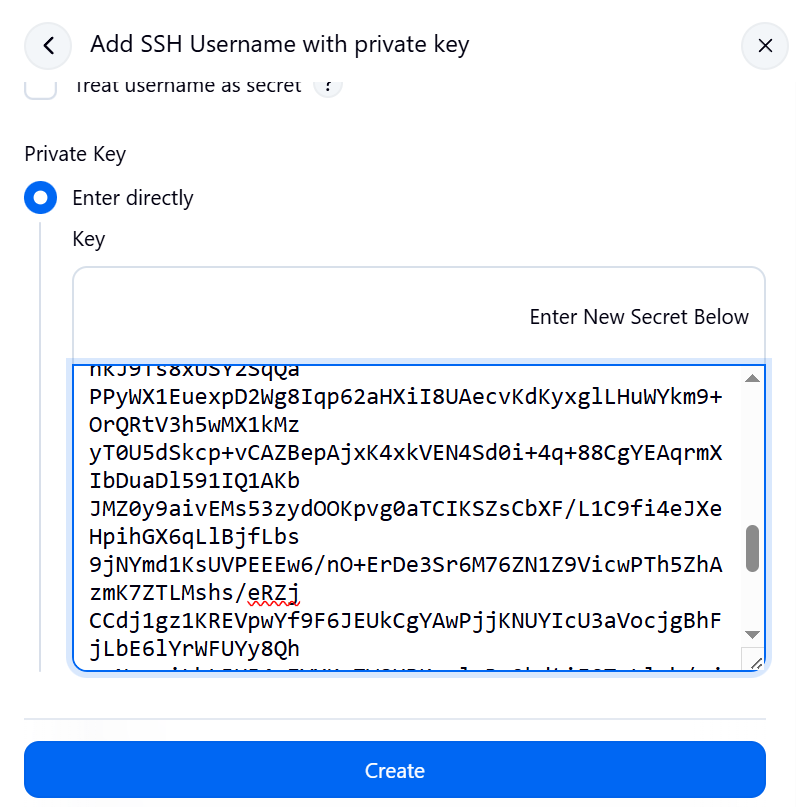 Add SSH Username with private key
Treat username as secret ?
Private Key
Enter directly
Key
Enter New Secret Below
hkJ9Ts8xUSY2SqQa
PPyWX1EuexpD2Wg8Iqp62aHXiI8UAecvKdKyxglLHuWYkm9+
OrQRtV3h5wMX1kMz
yT0U5dSkcp+vCAZBepAjxK4xkVEN4Sd0i+4q+88CgYEAqrmX
IbDuaDl591IQ1AKb
JMZ0y9aivEMs53zydOOKpvg0aTCIKSZsCbXF/L1C9fi4eJXe
HpihGX6qLlBjfLbs
9jNYmd1KsUVPEEEw6/nO+ErDe3Sr6M76ZN1Z9VicwPTh5ZhA
zmK7ZTLMshs/eRZj
CCdj1gz1KREVpwYf9F6JEUkCgYAwPjjKNUYIcU3aVocjgBhF
jLbE6lYrWFUYy8Qh
Create